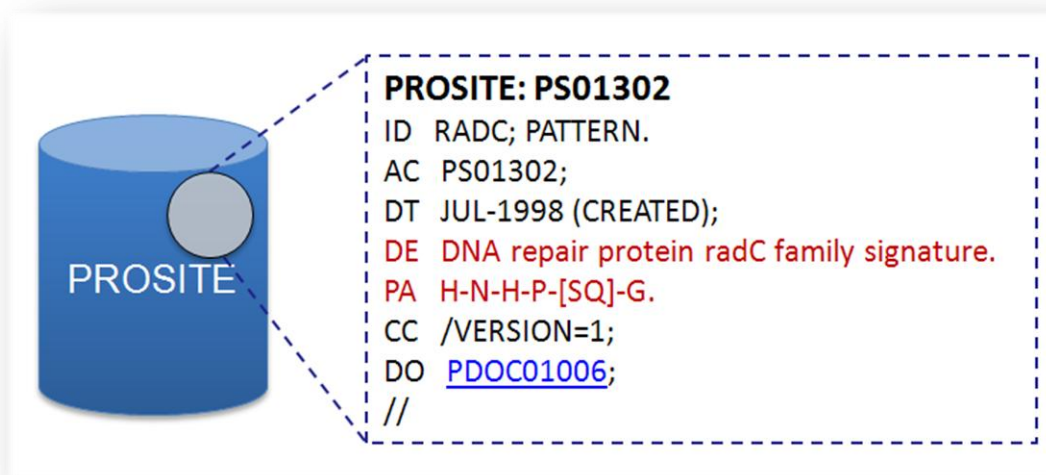 PROSITE
PROSITE: PS01302
ID RADC; PATTERN.
AC PS01302;
DT JUL-1998 (CREATED);
DE DNA repair protein radC family signature.
PA H-N-H-P-[SQ]-G.
CC /VERSION=1;
DO PDOC01006;
//